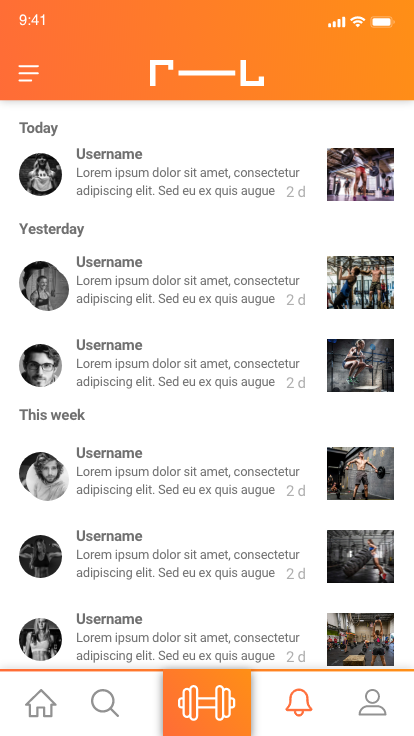 9:41
Today
Username
Lorem ipsum dolor sit amet, consectetur
adipiscing elit. Sed eu ex quis augue 2 d
Yesterday
Username
Lorem ipsum dolor sit amet, consectetur
adipiscing elit. Sed eu ex quis augue 2 d
Username
Lorem ipsum dolor sit amet, consectetur
adipiscing elit. Sed eu ex quis augue 2 d
This week
Username
Lorem ipsum dolor sit amet, consectetur
adipiscing elit. Sed eu ex quis augue 2 d
Username
Lorem ipsum dolor sit amet, consectetur
adipiscing elit. Sed eu ex quis augue 2 d
Username
Lorem ipsum dolor sit amet, consectetur
adipiscing elit. Sed eu ex quis augue 2 d